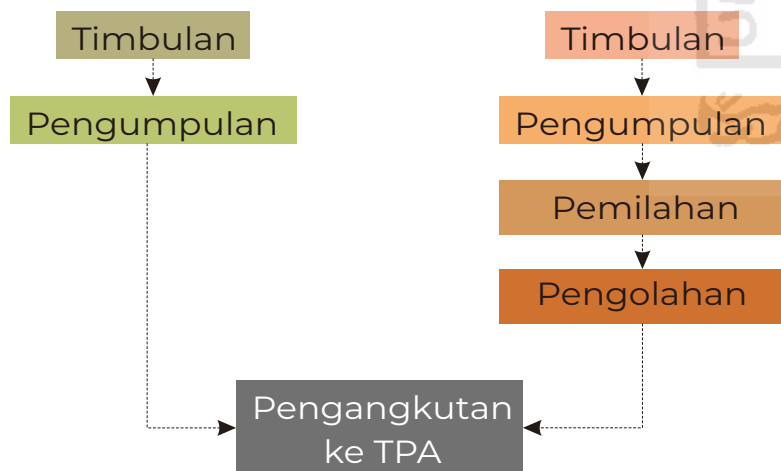 Timbulan
Pengumpulan
Timbulan
Pengumpulan
Pemilahan
Pengolahan
Pengangkutan
ke TPA